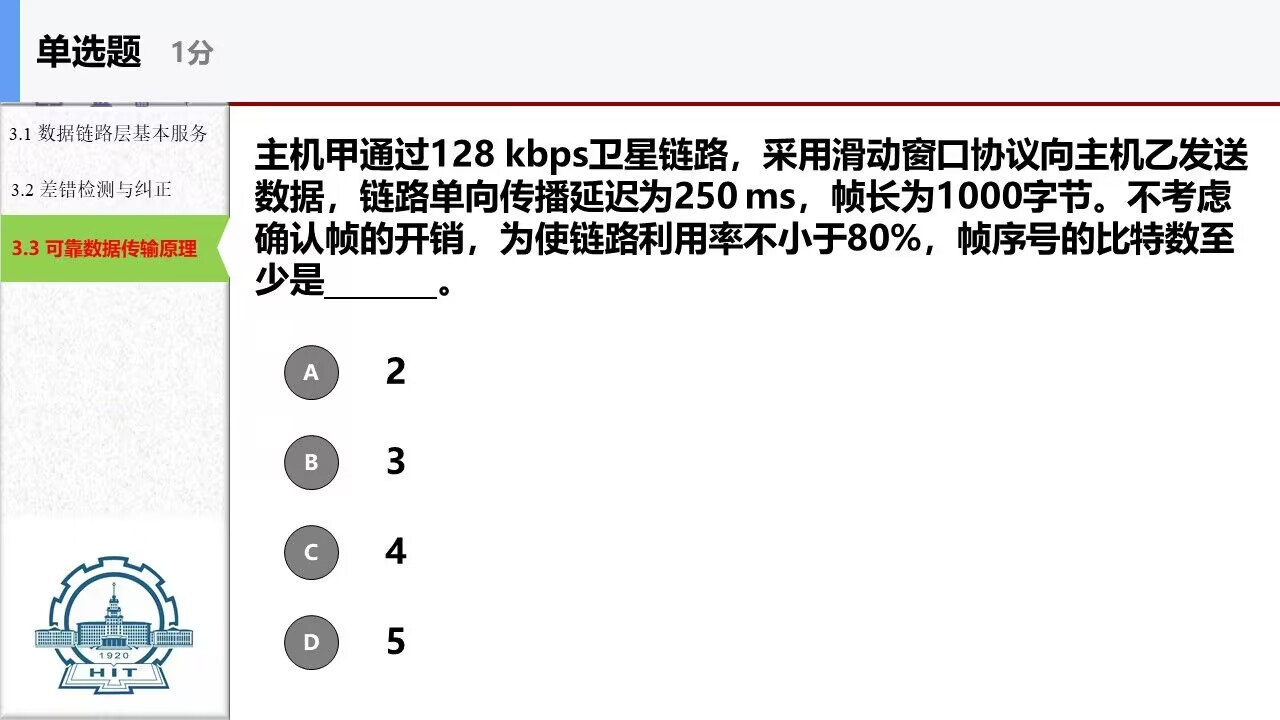 单选题 1分
3.1 数据链路层基本服务
3.2 差错检测与纠正
3.3 可靠数据传输原理
主机甲通过128 kbps卫星链路，采用滑动窗口协议向主机乙发送
数据，链路单向传播延迟为250 ms，帧长为1000字节。不考虑
确认帧的开销，为使链路利用率不小于80%，帧序号的比特数至
少是______。
A 2
B 3
C 4
D 5
1920
HIT